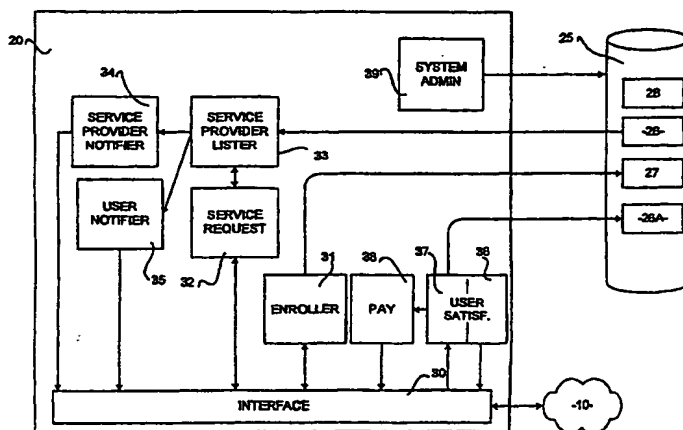 20
25
34
SYSTEM
ADMIN
39
28
SERVICE
PROVIDER
NOTIFIER
SERVICE
PROVIDER
LISTER
33
-26-
27
USER
NOTIFIER
35
SERVICE
REQUEST
32
-26A-
31
38
37
36
ENROLLER
PAY
USER
SATISF.
30
INTERFACE
-10-